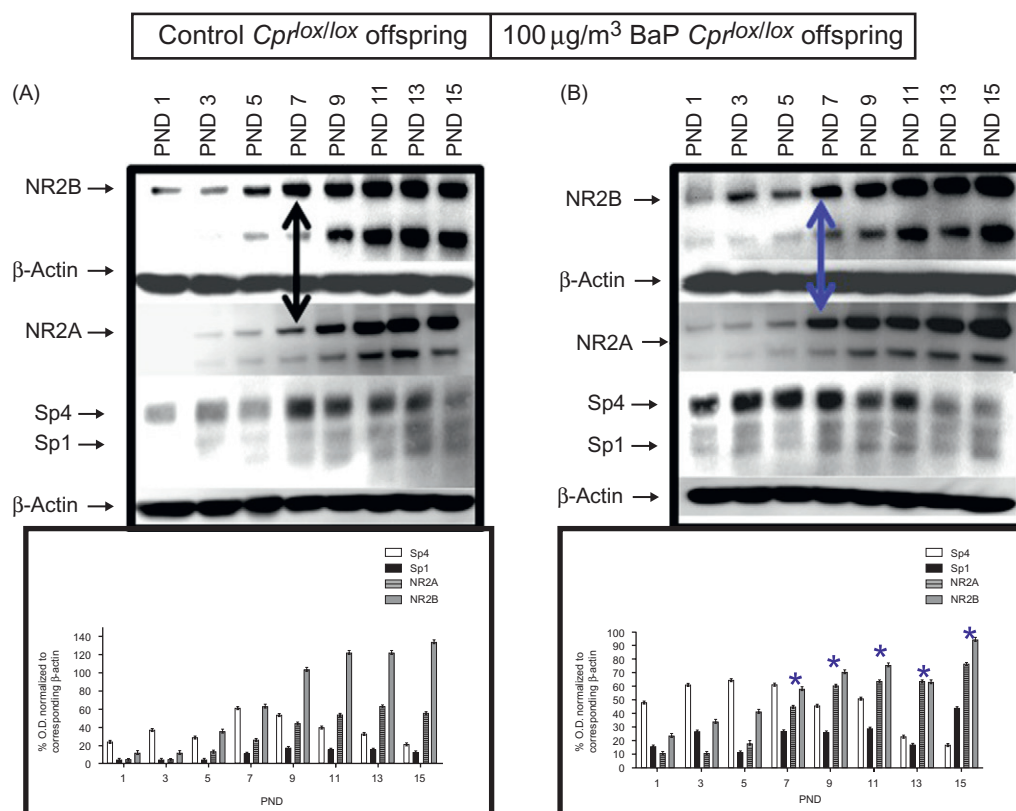 Control Cpr^lox/lox offspring
100 μg/m³ BaP Cpr^lox/lox offspring
(A)
PND 1 PND 3 PND 5 PND 7 PND 9 PND 11 PND 13 PND 15
NR2B
β-Actin
NR2A
Sp4
Sp1
β-Actin
Sp4
Sp1
NR2A
NR2B
% O.D. normalized to
corresponding β-actin
140
120
100
80
60
40
20
0
1 3 5 7 9 11 13 15
PND
(B)
PND 1 PND 3 PND 5 PND 7 PND 9 PND 11 PND 13 PND 15
NR2B
β-Actin
NR2A
Sp4
Sp1
β-Actin
Sp4
Sp1
NR2A
NR2B
% O.D. normalized to
corresponding β-actin
100
90
80
70
60
50
40
30
20
10
0
* * * * *
1 3 5 7 9 11 13 15
PND